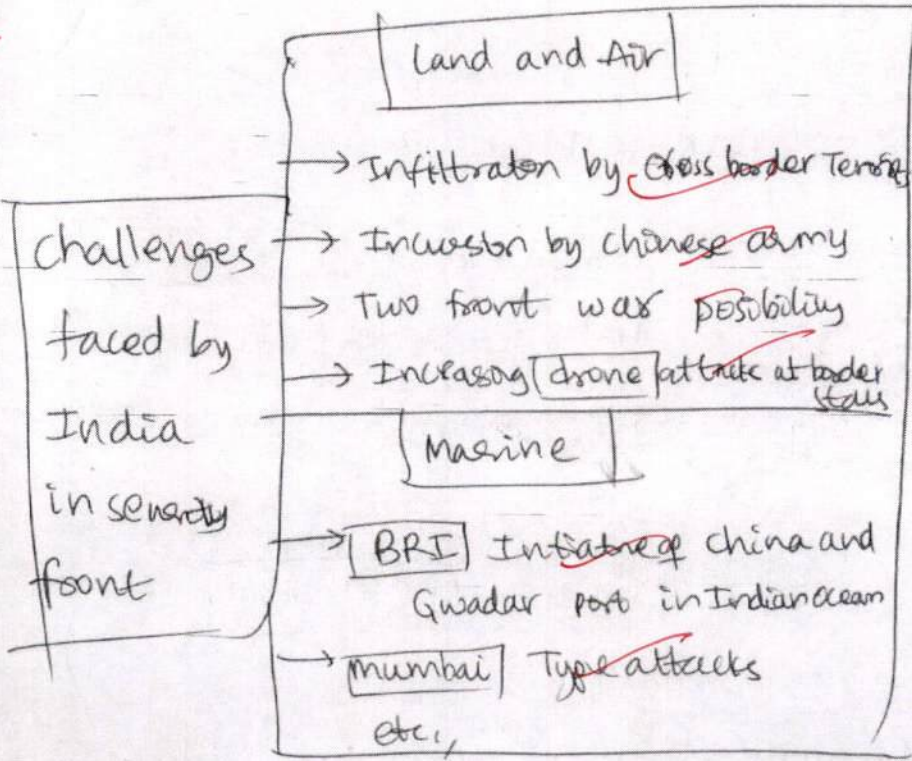 Challenges
faced by
India
in security
front
Land and Air
→ Infiltraton by Cross border Terrorists
→ Incursion by Chinese army
→ Two front war posibility
→ Increasing drone attack at border
Marine
→ BRI Intiative of China and
Gwadar port in Indian Ocean
→ Mumbai Type attacks
etc.,